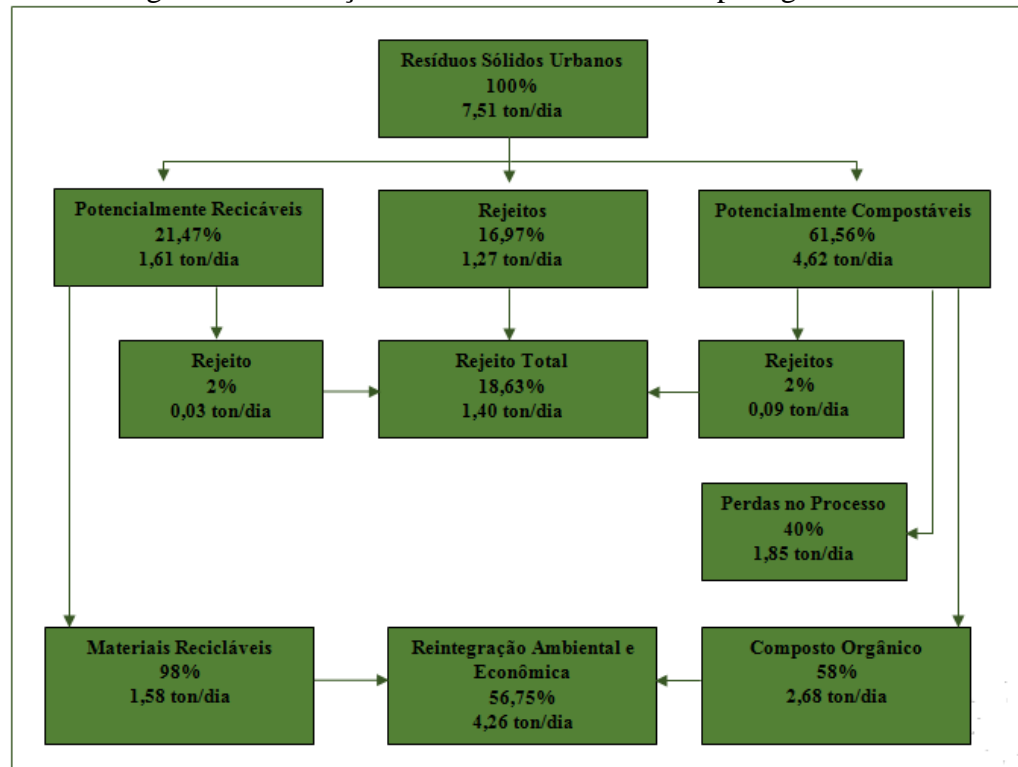 Resíduos Sólidos Urbanos
100%
7,51 ton/dia
Potencialmente Recicáveis
21,47%
1,61 ton/dia
Rejeitos
16,97%
1,27 ton/dia
Potencialmente Compostáveis
61,56%
4,62 ton/dia
Rejeito
2%
0,03 ton/dia
Rejeito Total
18,63%
1,40 ton/dia
Rejeitos
2%
0,09 ton/dia
Perdas no Processo
40%
1,85 ton/dia
Materiais Recicláveis
98%
1,58 ton/dia
Reintegração Ambiental e
Econômica
56,75%
4,26 ton/dia
Composto Orgânico
58%
2,68 ton/dia